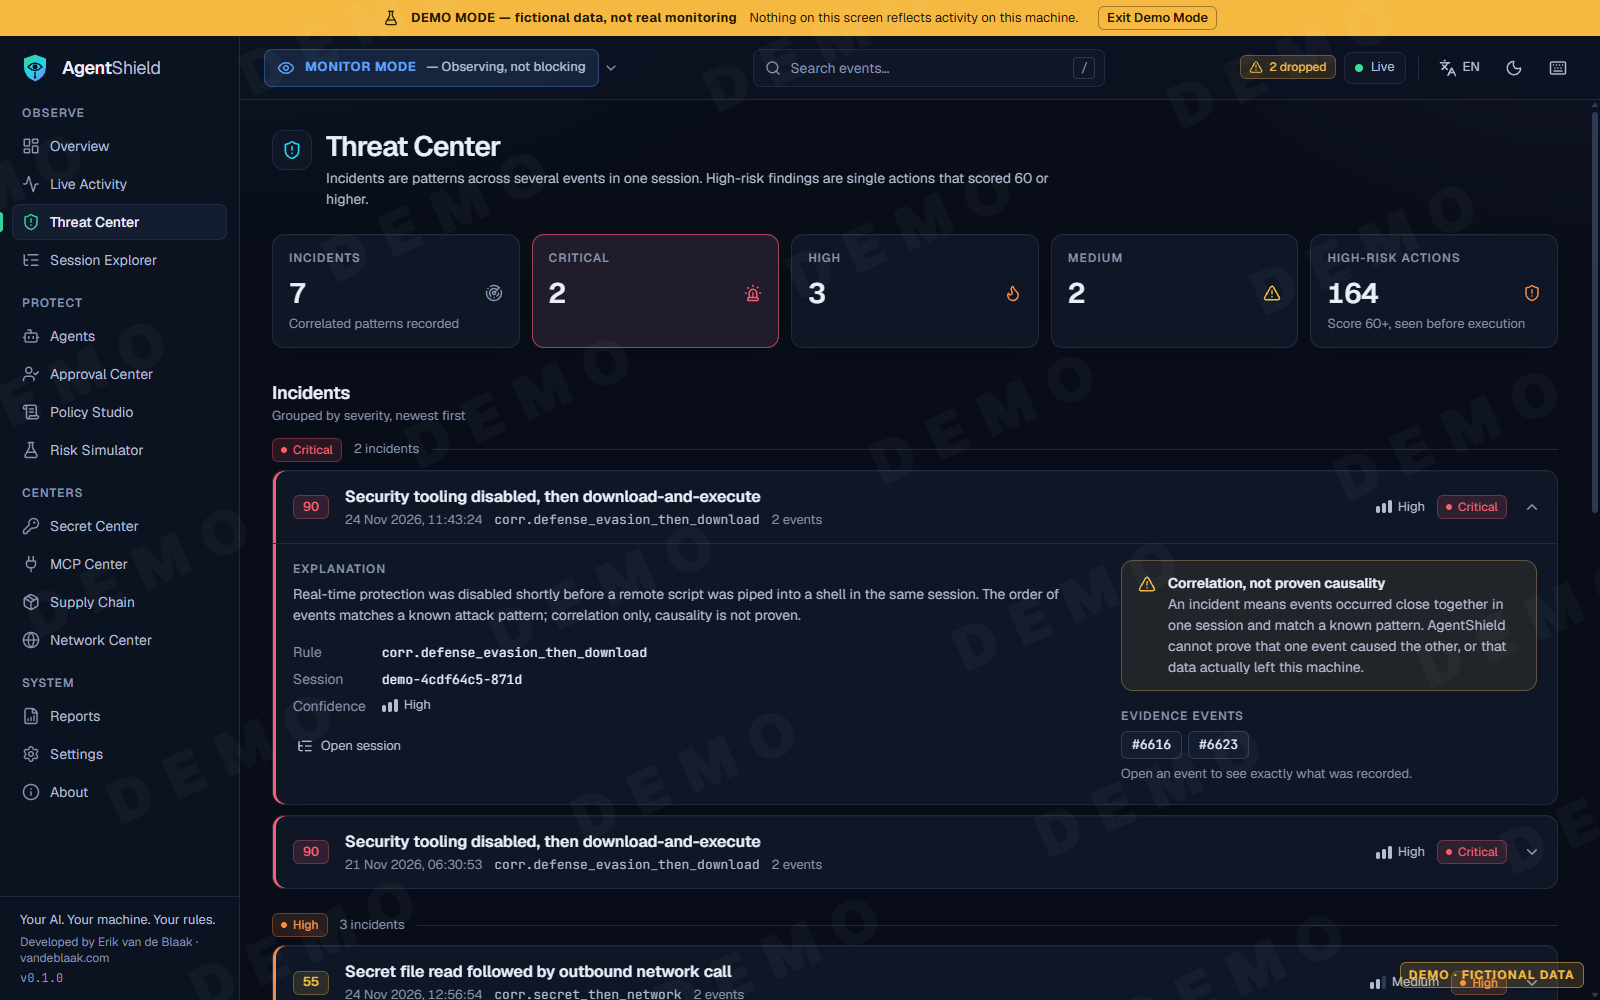 DEMO MODE — fictional data, not real monitoring Nothing on this screen reflects activity on this machine. Exit Demo Mode
AgentShield
MONITOR MODE — Observing, not blocking
Search events... /
2 dropped
Live
EN
OBSERVE
Overview
Live Activity
Threat Center
Session Explorer
PROTECT
Agents
Approval Center
Policy Studio
Risk Simulator
CENTERS
Secret Center
MCP Center
Supply Chain
Network Center
SYSTEM
Reports
Settings
About
Your AI. Your machine. Your rules.
Developed by Erik van de Blaak ·
vandeblaak.com
v0.1.0
Threat Center
Incidents are patterns across several events in one session. High-risk findings are single actions that scored 60 or
higher.
INCIDENTS
7
Correlated patterns recorded
CRITICAL
2
HIGH
3
MEDIUM
2
HIGH-RISK ACTIONS
164
Score 60+, seen before execution
Incidents
Grouped by severity, newest first
Critical 2 incidents
90 Security tooling disabled, then download-and-execute
24 Nov 2026, 11:43:24 corr.defense_evasion_then_download 2 events
High Critical
EXPLANATION
Real-time protection was disabled shortly before a remote script was piped into a shell in the same session. The order of
events matches a known attack pattern; correlation only, causality is not proven.
Rule corr.defense_evasion_then_download
Session demo-4cdf64c5-871d
Confidence High
Open session
Correlation, not proven causality
An incident means events occurred close together in
one session and match a known pattern. AgentShield
cannot prove that one event caused the other, or that
data actually left this machine.
EVIDENCE EVENTS
#6616 #6623
Open an event to see exactly what was recorded.
90 Security tooling disabled, then download-and-execute
21 Nov 2026, 06:30:53 corr.defense_evasion_then_download 2 events
High Critical
High 3 incidents
55 Secret file read followed by outbound network call
24 Nov 2026, 12:56:54 corr.secret_then_network 2 events
Medium High
DEMO · FICTIONAL DATA